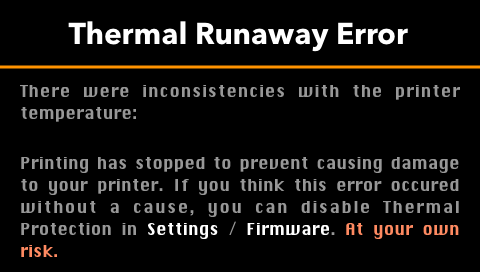 Thermal Runaway Error
There were inconsistencies with the printer
temperature:
Printing has stopped to prevent causing damage
to your printer. If you think this error occured
without a cause, you can disable Thermal
Protection in Settings / Firmware. At your own
risk.